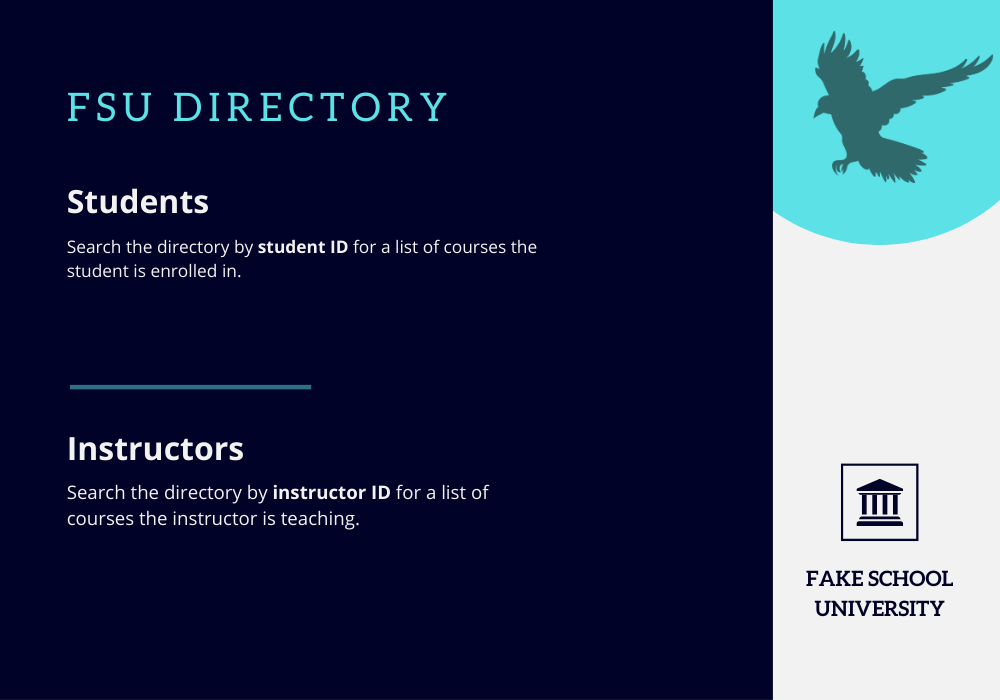 FSU DIRECTORY
Students
Search the directory by student ID for a list of courses the
student is enrolled in.
Instructors
Search the directory by instructor ID for a list of
courses the instructor is teaching.
FAKE SCHOOL
UNIVERSITY